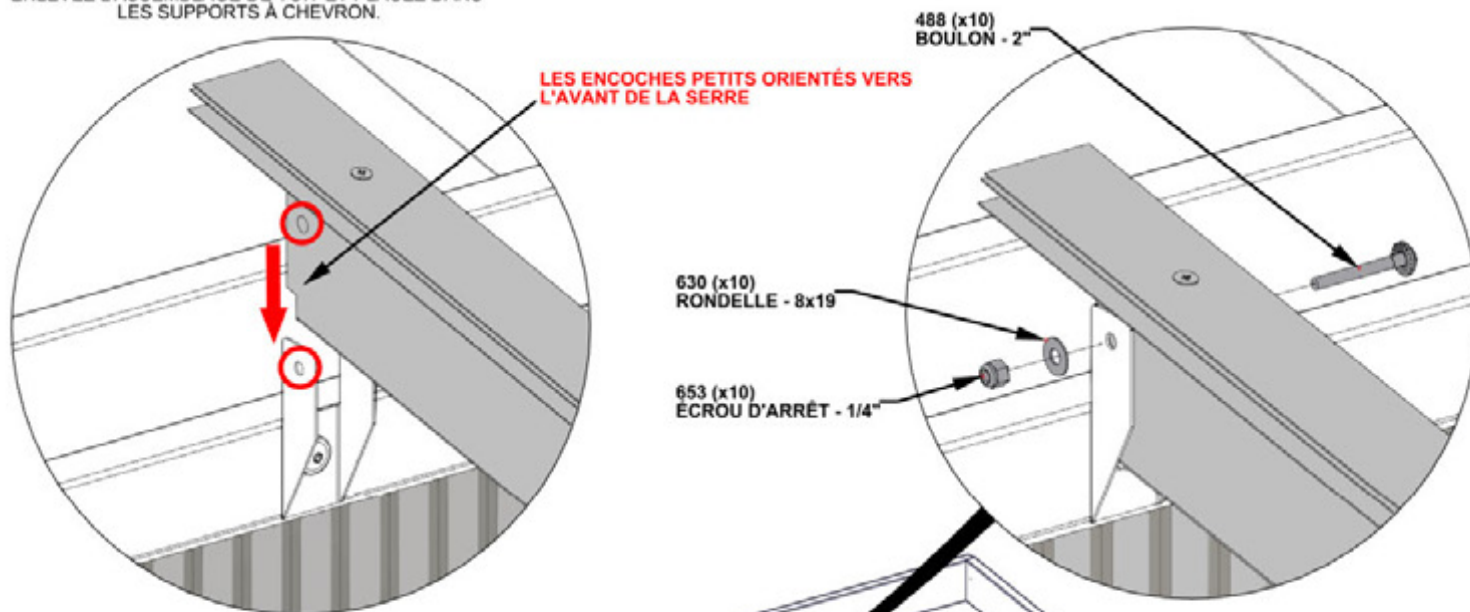 LES SUPPORTS À CHEVRON.
LES ENCOCHES PETITS ORIENTÉS VERS
L'AVANT DE LA SERRE
488 (x10)
BOULON - 2"
630 (x10)
RONDELLE - 8x19
653 (x10)
ÉCROU D'ARRÊT - 1/4"